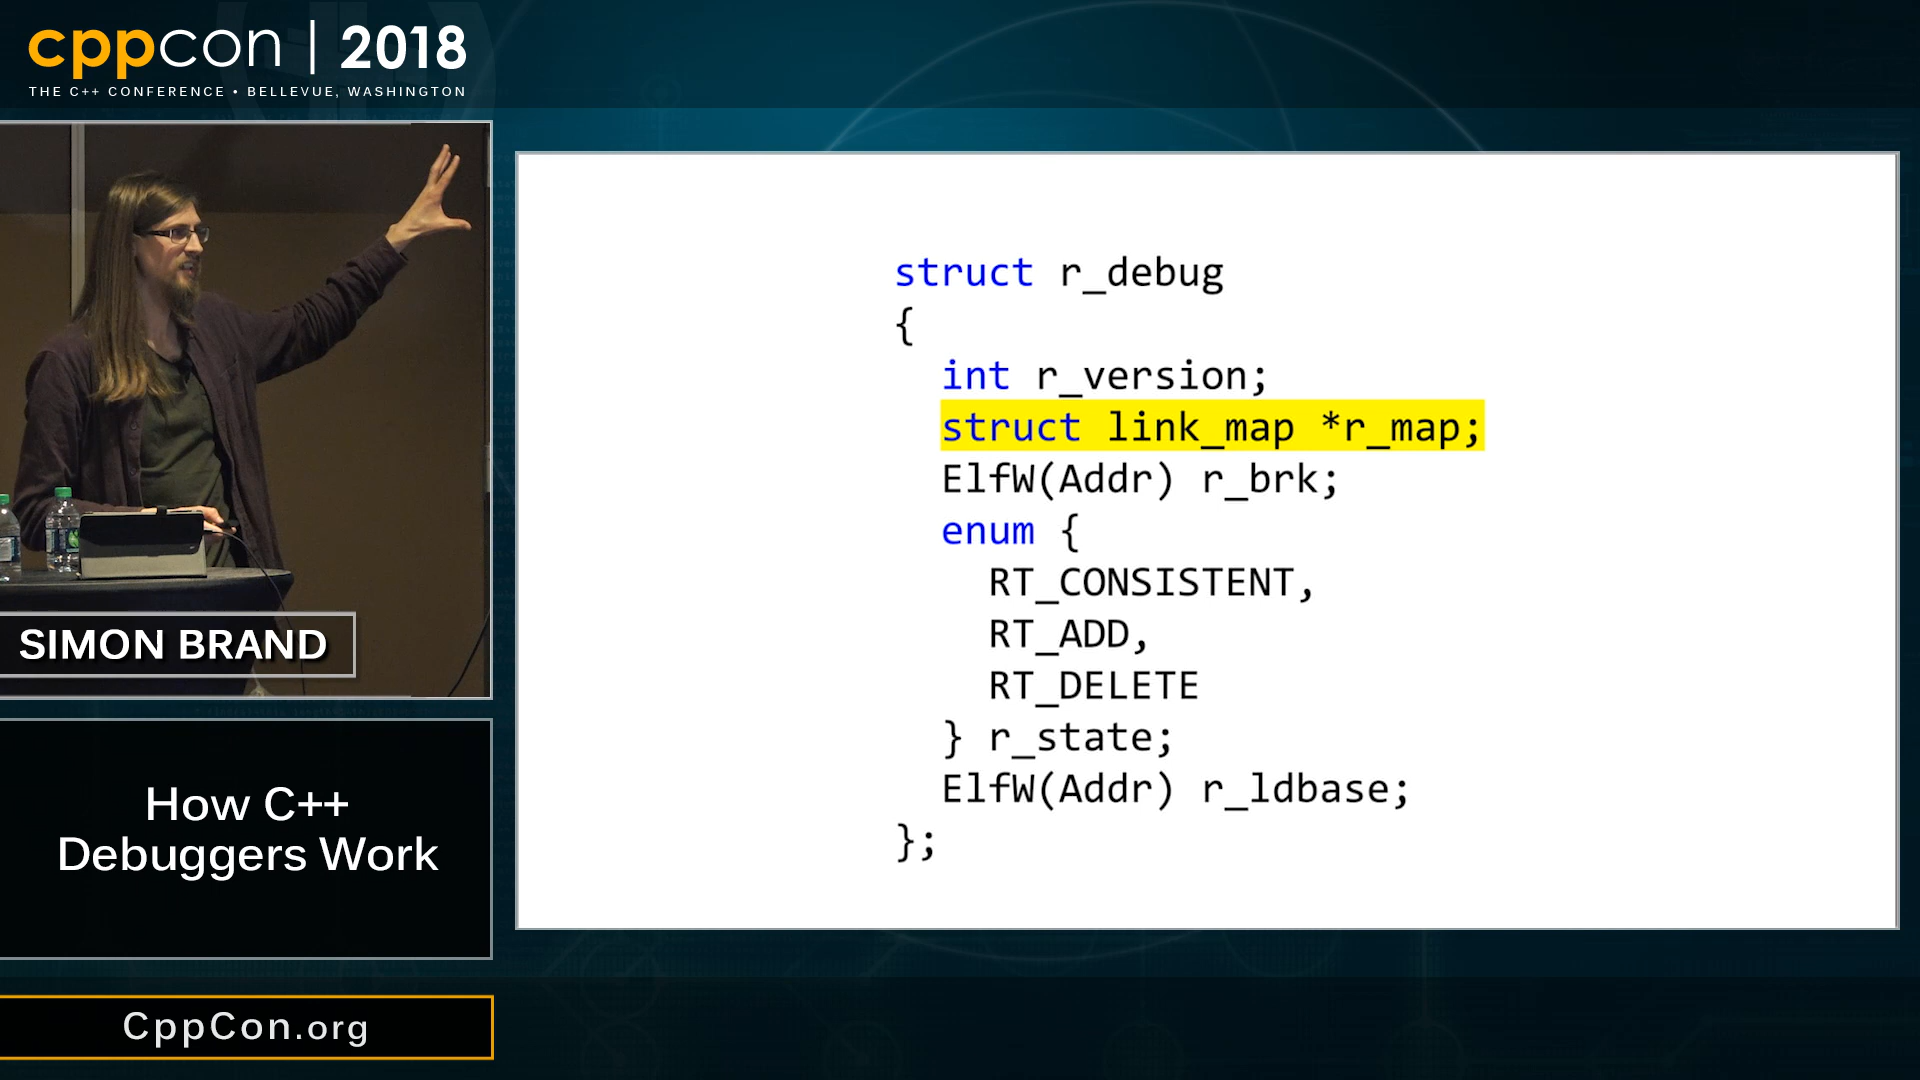 cppcon | 2018
THE C++ CONFERENCE • BELLEVUE, WASHINGTON
SIMON BRAND
How C++
Debuggers Work
CppCon.org
struct r_debug
{
  int r_version;
  struct link_map *r_map;
  ElfW(Addr) r_brk;
  enum {
    RT_CONSISTENT,
    RT_ADD,
    RT_DELETE
  } r_state;
  ElfW(Addr) r_ldbase;
};